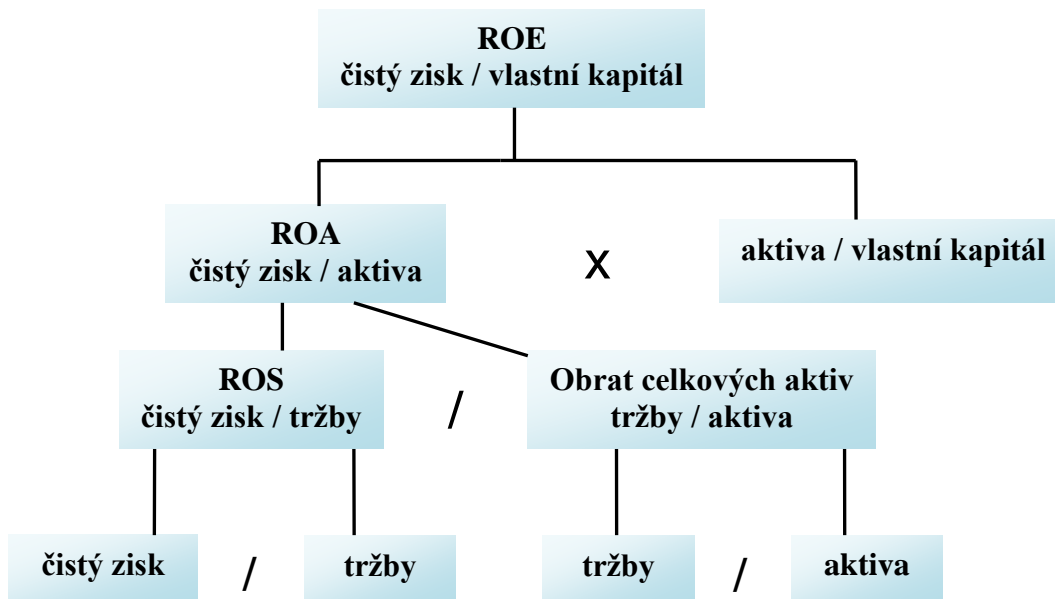 ROE
čistý zisk / vlastní kapitál
ROA
čistý zisk / aktiva
x
aktiva / vlastní kapitál
ROS
čistý zisk / tržby
/
Obrat celkových aktiv
tržby / aktiva
čistý zisk
/
tržby
tržby
/
aktiva